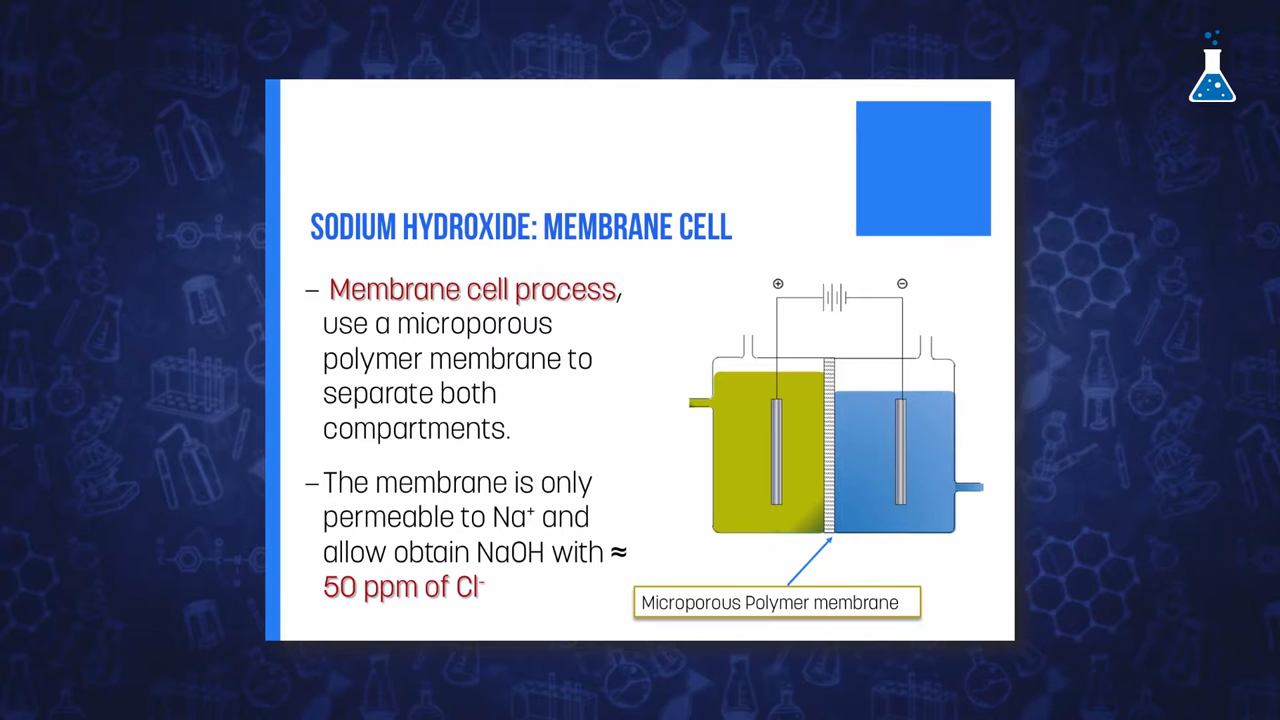 SODIUM HYDROXIDE: MEMBRANE CELL
– Membrane cell process,
use a microporous
polymer membrane to
separate both
compartments.
– The membrane is only
permeable to Na⁺ and
allow obtain NaOH with ≈
50 ppm of Cl⁻
+
−
Microporous Polymer membrane